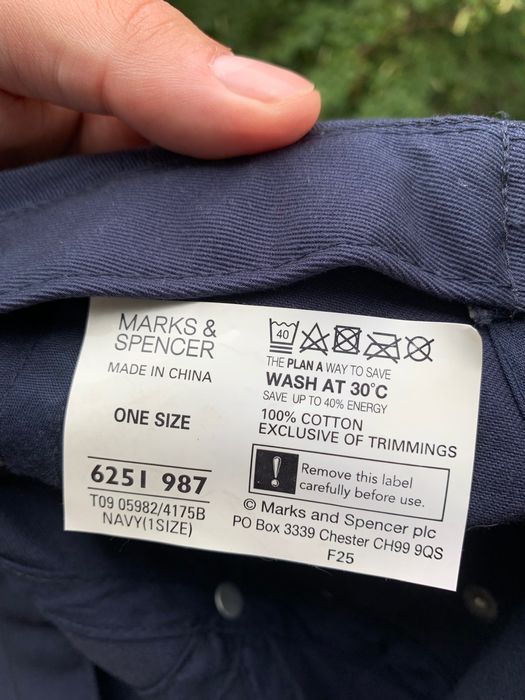 MARKS &
SPENCER
MADE IN CHINA
ONE SIZE
6251 987
T09 05982/4175B
NAVY(1SIZE)
40
THE PLAN A WAY TO SAVE
WASH AT 30°C
SAVE UP TO 40% ENERGY
100% COTTON
EXCLUSIVE OF TRIMMINGS
! Remove this label
carefully before use.
© Marks and Spencer plc
PO Box 3339 Chester CH99 9QS
F25